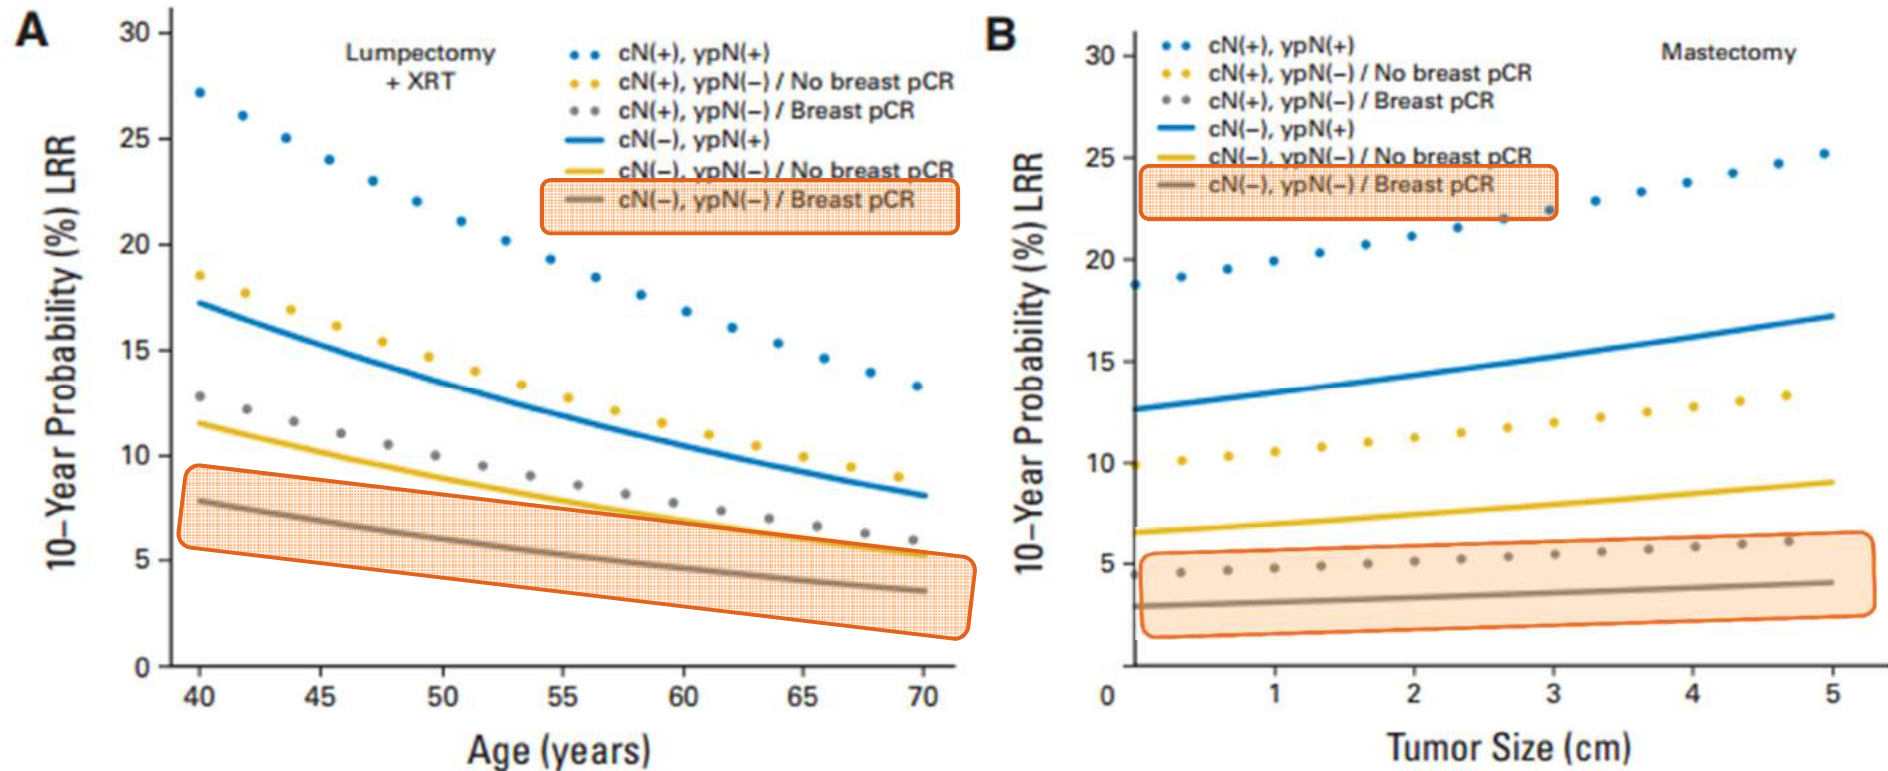 A
30
25
20
15
10
5
0
10–Year Probability (%) LRR
Lumpectomy
+ XRT
cN(+), ypN(+)
cN(+), ypN(−) / No breast pCR
cN(+), ypN(−) / Breast pCR
cN(−), ypN(+)
cN(−), ypN(−) / No breast pCR
cN(−), ypN(−) / Breast pCR
40 45 50 55 60 65 70
Age (years)
B
30
25
20
15
10
5
10–Year Probability (%) LRR
Mastectomy
cN(+), ypN(+)
cN(+), ypN(−) / No breast pCR
cN(+), ypN(−) / Breast pCR
cN(−), ypN(+)
cN(−), ypN(−) / No breast pCR
cN(−), ypN(−) / Breast pCR
0 1 2 3 4 5
Tumor Size (cm)